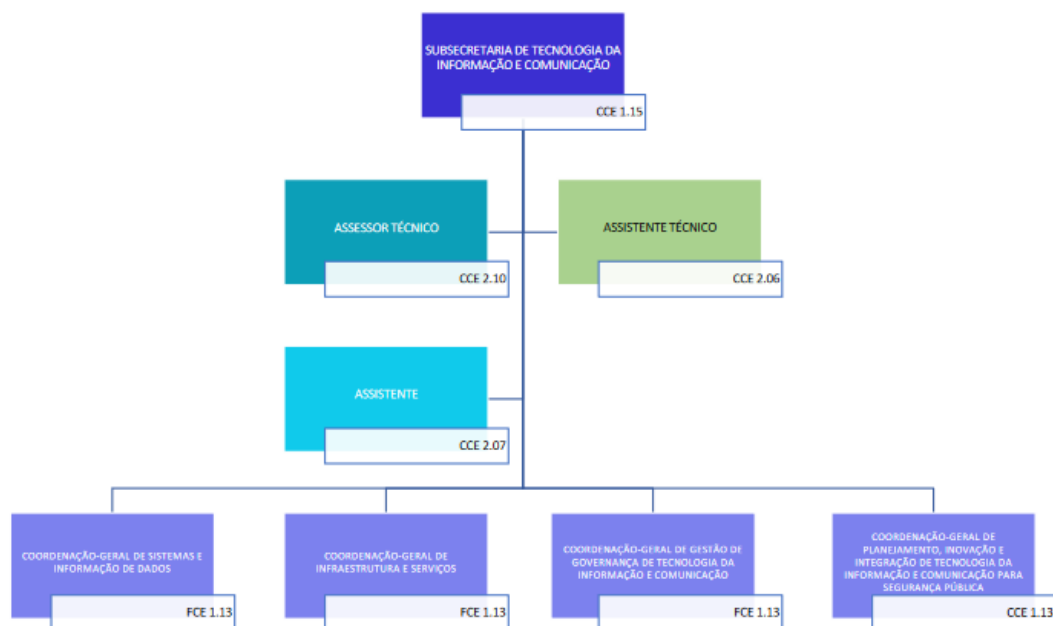 SUBSECRETARIA DE TECNOLOGIA DA
INFORMAÇÃO E COMUNICAÇÃO
CCE 1.15
ASSESSOR TÉCNICO
CCE 2.10
ASSISTENTE TÉCNICO
CCE 2.06
ASSISTENTE
CCE 2.07
COORDENAÇÃO-GERAL DE SISTEMAS E
INFORMAÇÃO DE DADOS
FCE 1.13
COORDENAÇÃO-GERAL DE
INFRAESTRUTURA E SERVIÇOS
FCE 1.13
COORDENAÇÃO-GERAL DE GESTÃO DE
GOVERNANÇA DE TECNOLOGIA DA
INFORMAÇÃO E COMUNICAÇÃO
FCE 1.13
COORDENAÇÃO-GERAL DE
PLANEJAMENTO, INOVAÇÃO E
INTEGRAÇÃO DE TECNOLOGIA DA
INFORMAÇÃO E COMUNICAÇÃO PARA
SEGURANÇA PÚBLICA
CCE 1.13